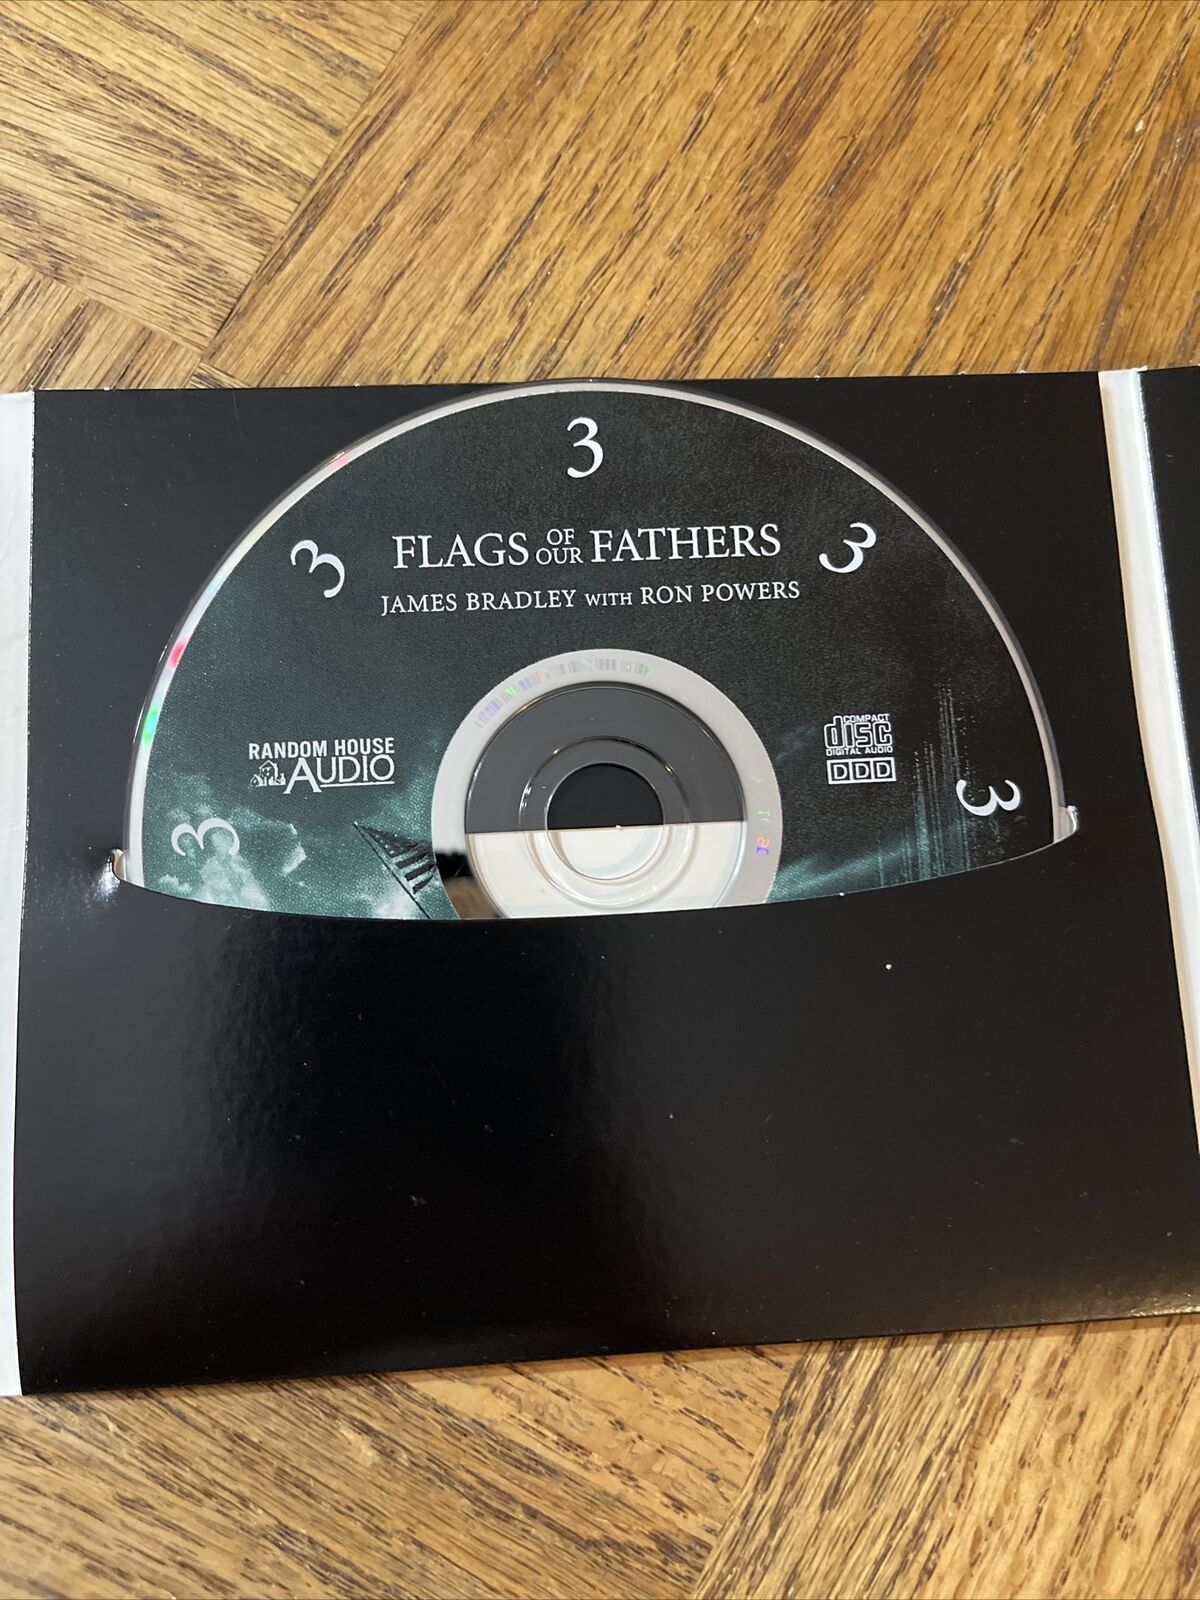 3
3
3
FLAGS OF OUR FATHERS
JAMES BRADLEY WITH RON POWERS
RANDOM HOUSE
AUDIO
COMPACT
disc
DIGITAL AUDIO
DDD
3
3